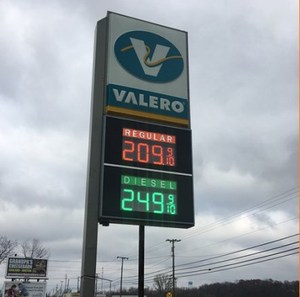 VALERO
REGULAR
209 9/10
DIESEL
249 9/10